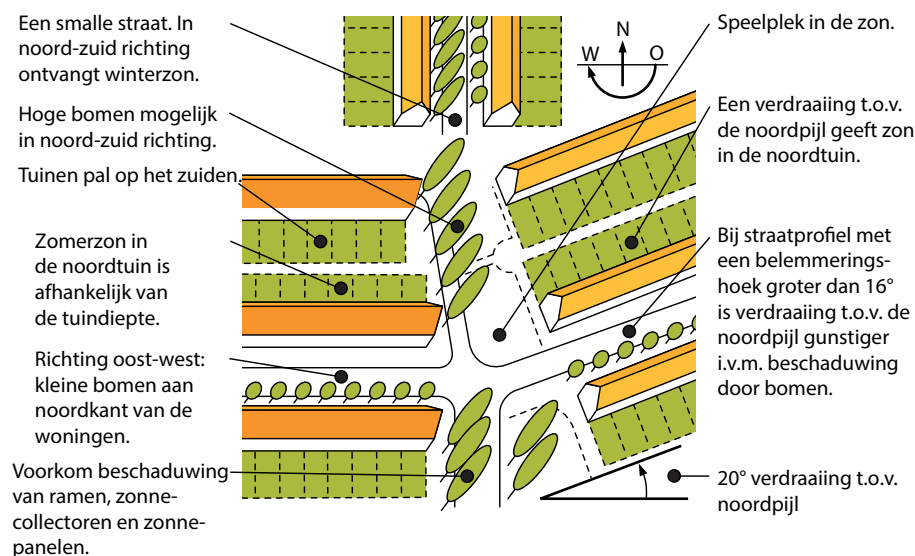 Een smalle straat. In
noord-zuid richting
ontvangt winterzon.
Hoge bomen mogelijk
in noord-zuid richting.
Tuinen pal op het zuiden.
Zomerzon in
de noordtuin is
afhankelijk van
de tuindiepte.
Richting oost-west:
kleine bomen aan
noordkant van de
woningen.
Voorkom beschaduwing
van ramen, zonne-
collectoren en zonne-
panelen.
N
W O
Speelplek in de zon.
Een verdraaiing t.o.v.
de noordpijl geeft zon
in de noordtuin.
Bij straatprofiel met
een belemmerings-
hoek groter dan 16°
is verdraaiing t.o.v. de
noordpijl gunstiger
i.v.m. beschaduwing
door bomen.
20° verdraaiing t.o.v.
noordpijl